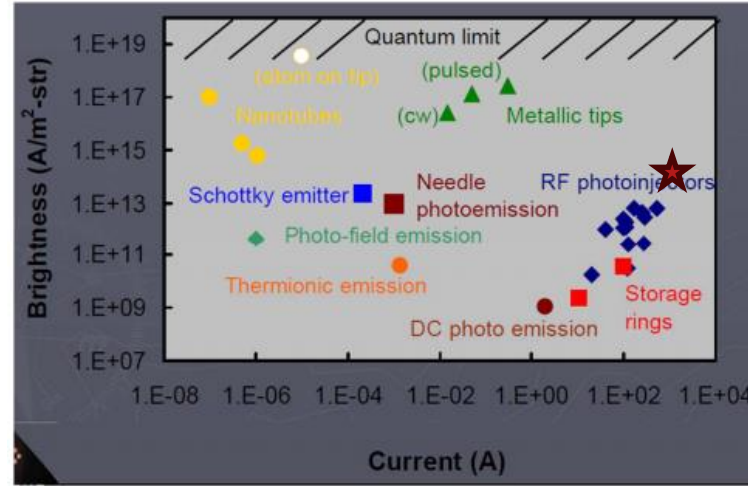 Quantum limit
1.E+19
(atom on tip)
(pulsed)
1.E+17
Nanotubes
(cw)
Metallic tips
1.E+15
Schottky emitter
Needle
photoemission
RF photoinjectors
1.E+13
Photo-field emission
1.E+11
Thermionic emission
Storage
rings
1.E+09
DC photo emission
1.E+07
Brightness (A/m²-str)
1.E-08 1.E-06 1.E-04 1.E-02 1.E+00 1.E+02 1.E+04
Current (A)